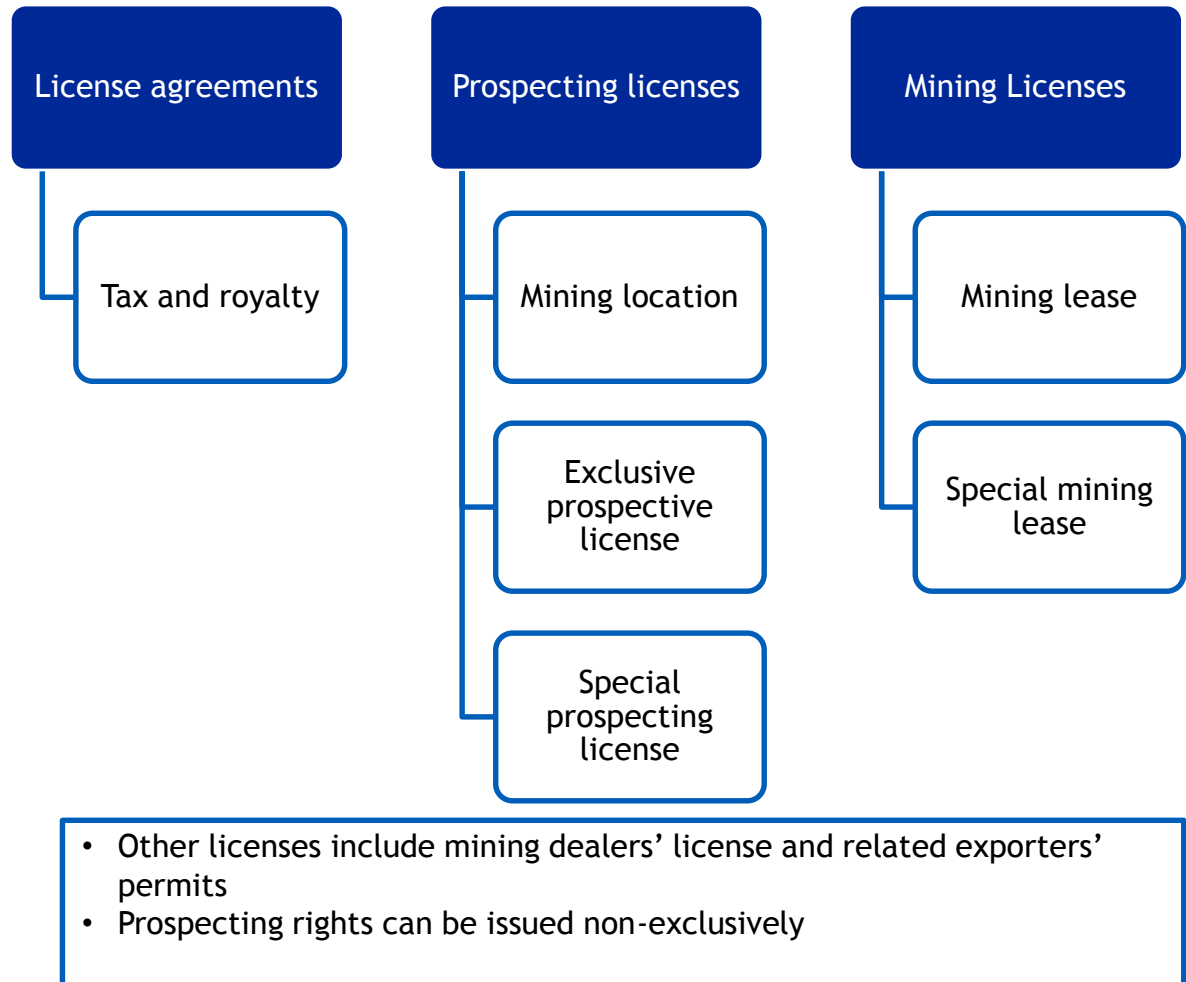 License agreements
Tax and royalty
Prospecting licenses
Mining location
Exclusive
prospective
license
Special
prospecting
license
Mining Licenses
Mining lease
Special mining
lease
• Other licenses include mining dealers’ license and related exporters’
permits
• Prospecting rights can be issued non-exclusively